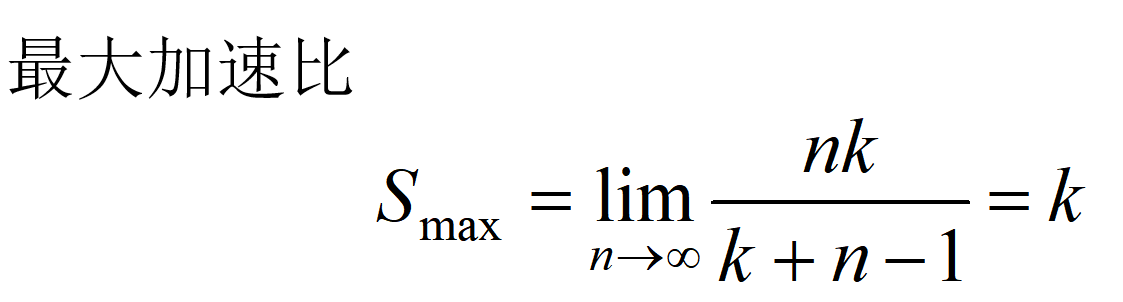 最大加速比
S_max = lim_{n→∞} nk / (k + n − 1) = k